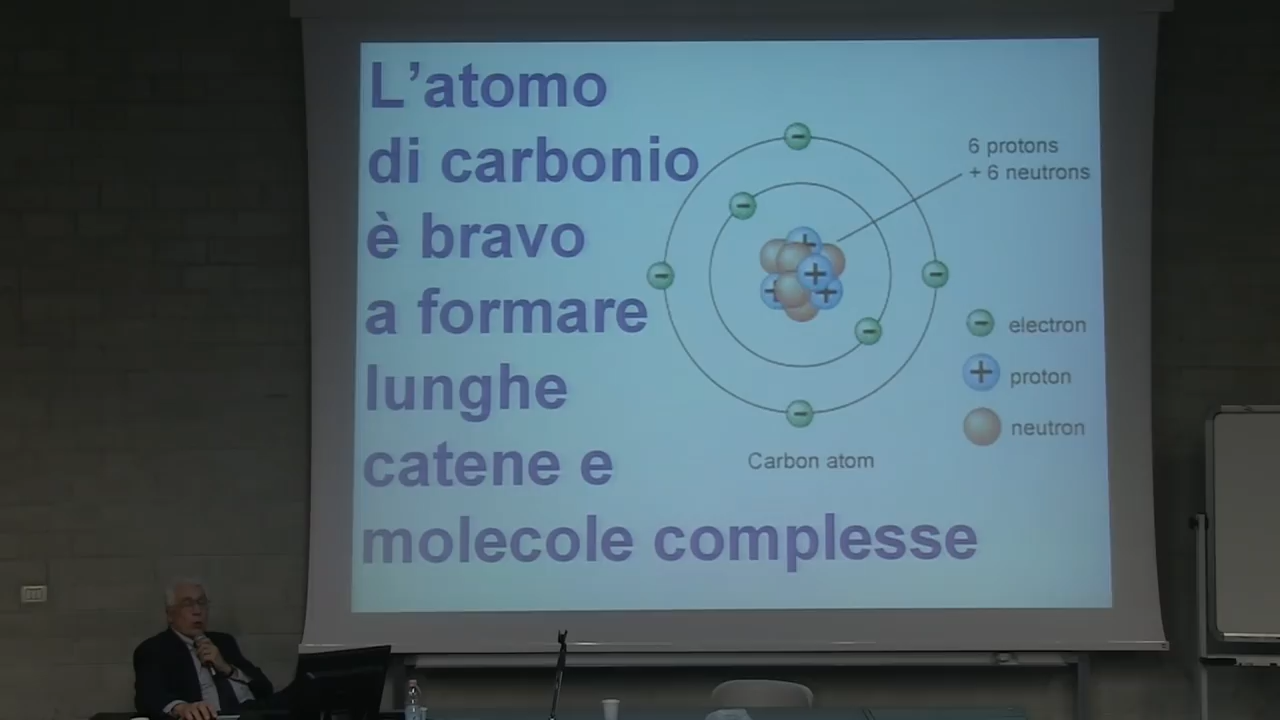 L'atomo
di carbonio
è bravo
a formare
lunghe
catene e
molecole complesse
6 protons
+ 6 neutrons
electron
proton
neutron
Carbon atom